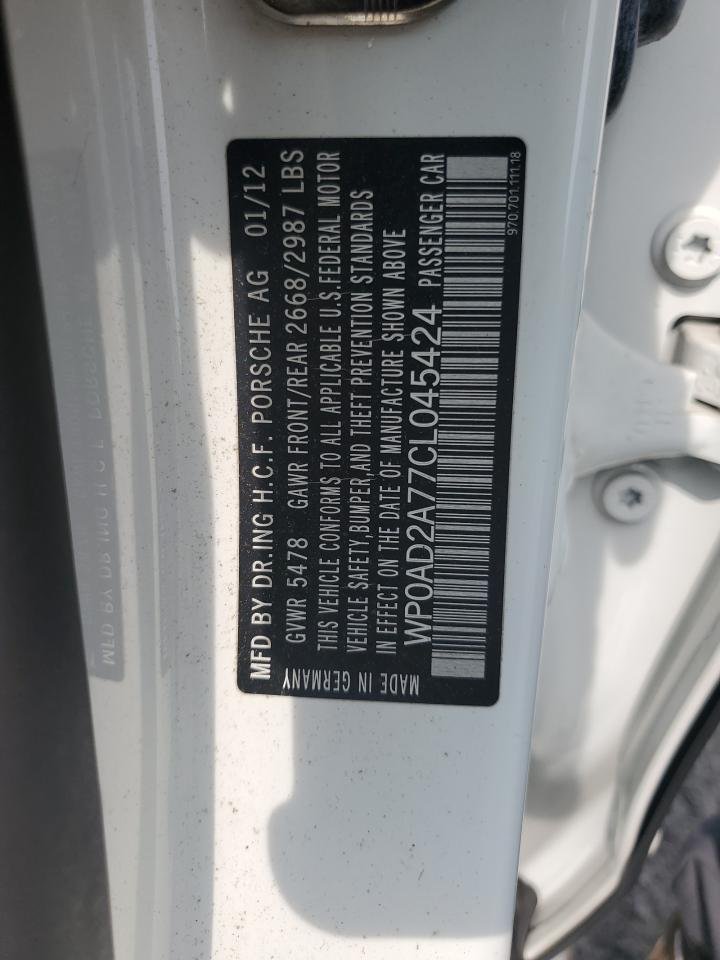 MFD BY DR.ING H.C.F. PORSCHE AG 01/12
GVWR 5478 GAWR FRONT/REAR 2668/2987 LBS
THIS VEHICLE CONFORMS TO ALL APPLICABLE U.S.FEDERAL MOTOR
VEHICLE SAFETY,BUMPER,AND THEFT PREVENTION STANDARDS
IN EFFECT ON THE DATE OF MANUFACTURE SHOWN ABOVE
WP0AD2A77CL045424 PASSENGER CAR
MADE IN GERMANY
970.701.111.18